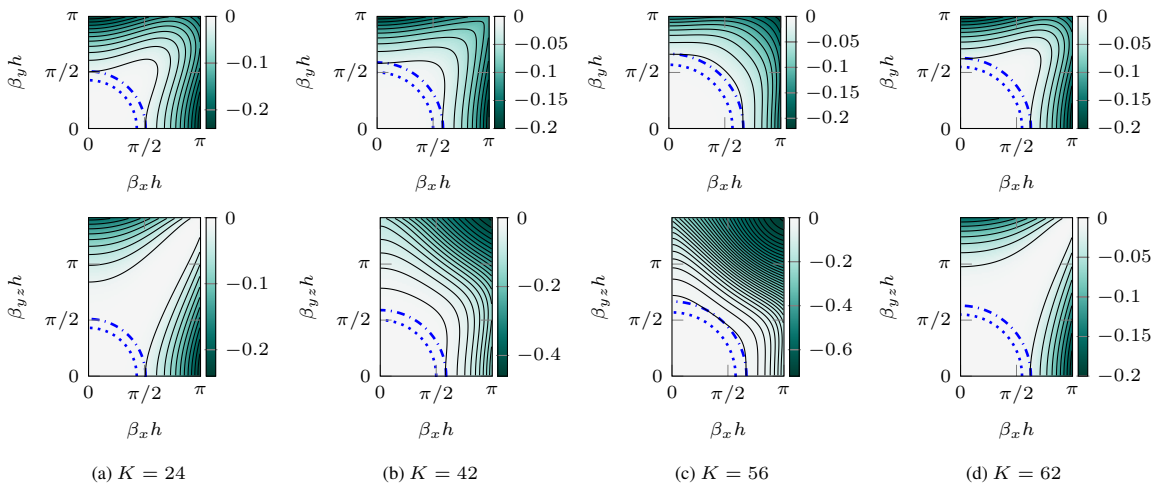 π
π/2
0
β_y h
0
π/2
π
β_x h
0
−0.1
−0.2
π
π/2
0
β_y h
0
π/2
π
β_x h
0
−0.05
−0.1
−0.15
−0.2
π
π/2
0
β_y h
0
π/2
π
β_x h
0
−0.05
−0.1
−0.15
−0.2
π
π/2
0
β_y h
0
π/2
π
β_x h
0
−0.05
−0.1
−0.15
−0.2
π
π/2
0
β_yz h
0
π/2
π
β_x h
0
−0.1
−0.2
π
π/2
0
β_yz h
0
π/2
π
β_x h
0
−0.2
−0.4
π
π/2
0
β_yz h
0
π/2
π
β_x h
0
−0.2
−0.4
−0.6
π
π/2
0
β_yz h
0
π/2
π
β_x h
0
−0.05
−0.1
−0.15
−0.2
(a) K = 24
(b) K = 42
(c) K = 56
(d) K = 62